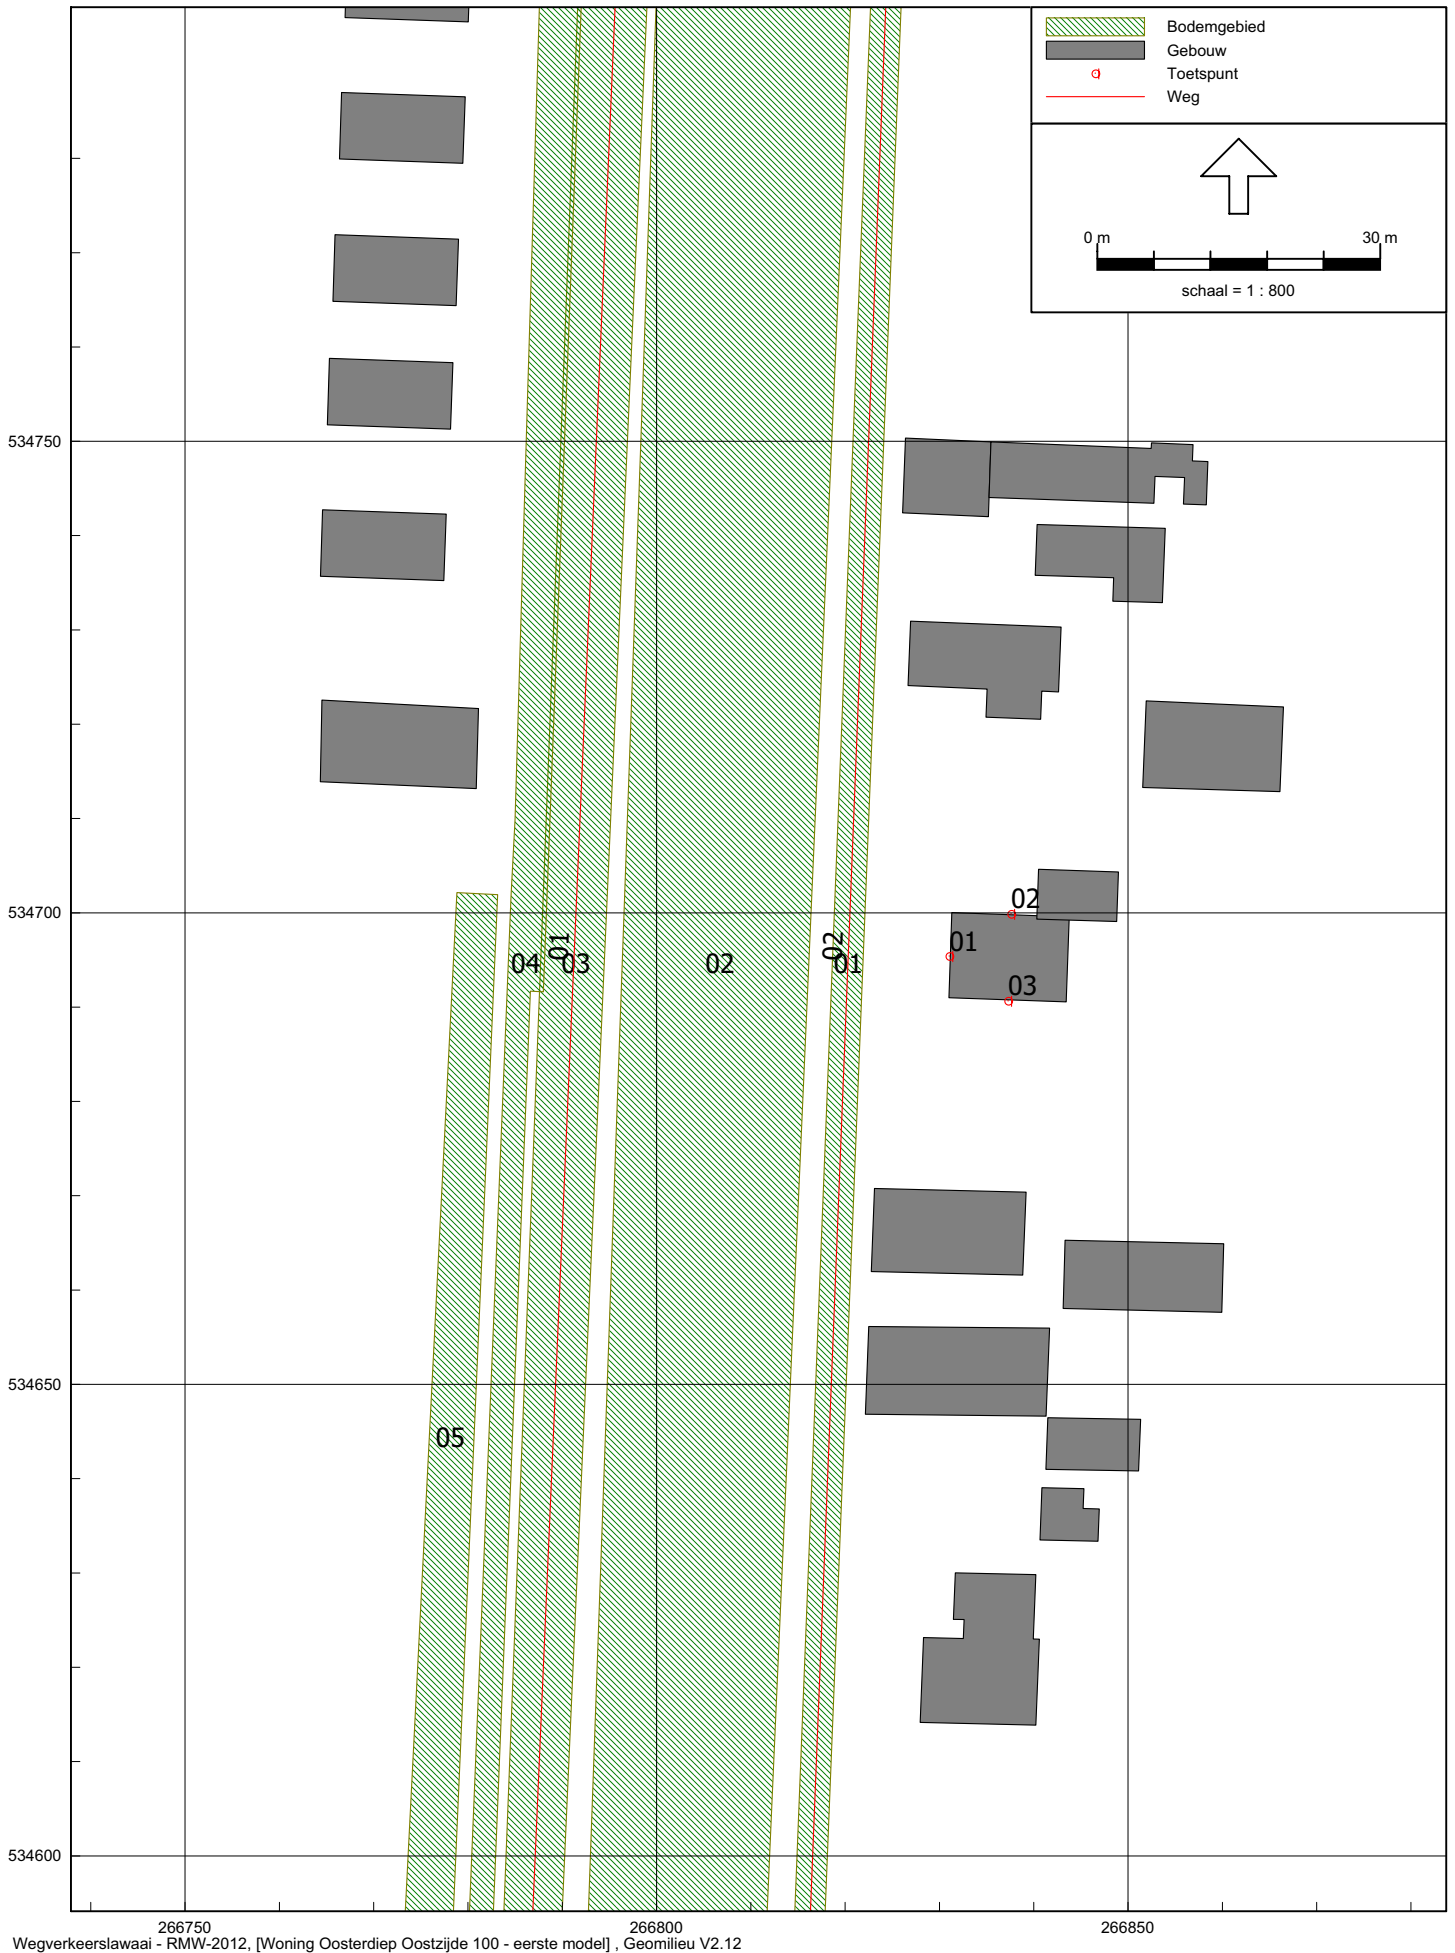 Bodemgebied
Gebouw
Toetspunt
Weg
0 m 30 m
schaal = 1 : 800
534750
534700
02
01
04 01 03 02 02 01
03
534650
05
534600
266750 266800 266850
Wegverkeerslawaai - RMW-2012, [Woning Oosterdiep Oostzijde 100 - eerste model] , Geomilieu V2.12